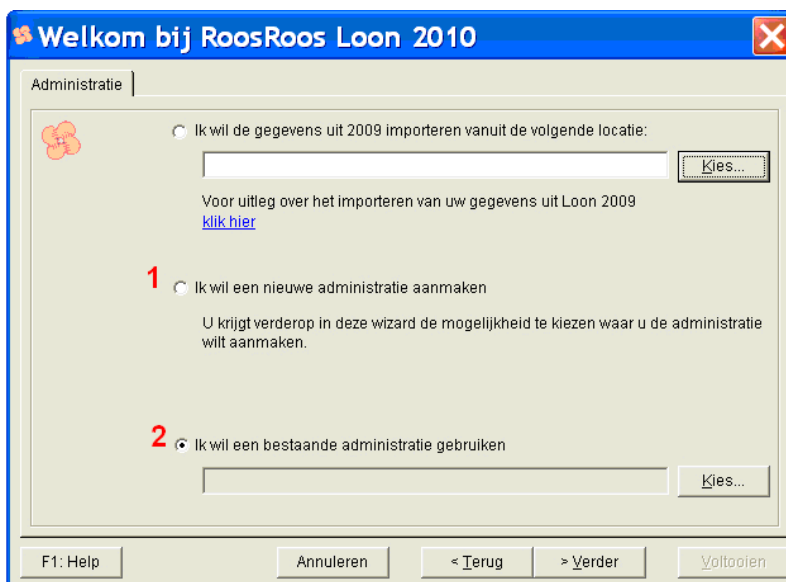 Welkom bij RoosRoos Loon 2010
Administratie
Ik wil de gegevens uit 2009 importeren vanuit de volgende locatie:
Kies...
Voor uitleg over het importeren van uw gegevens uit Loon 2009
klik hier
1 Ik wil een nieuwe administratie aanmaken
U krijgt verderop in deze wizard de mogelijkheid te kiezen waar u de administratie
wilt aanmaken.
2 Ik wil een bestaande administratie gebruiken
Kies...
F1: Help Annuleren < Terug > Verder Voltooien